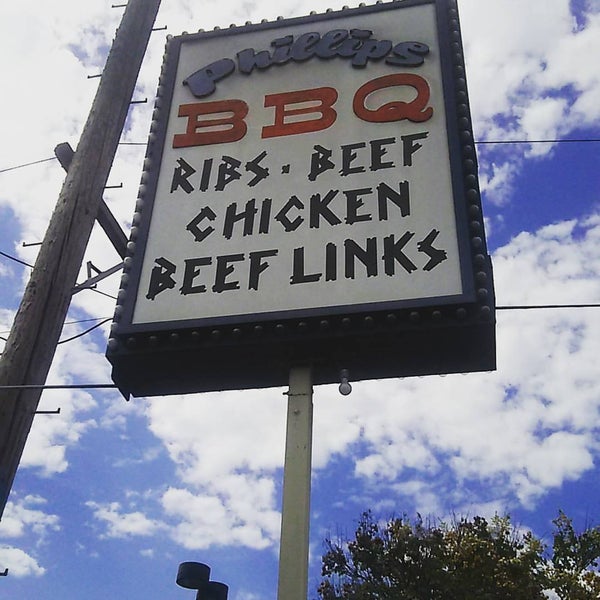 Phillips
BBQ
RIBS. BEEF
CHICKEN
BEEF LINKS